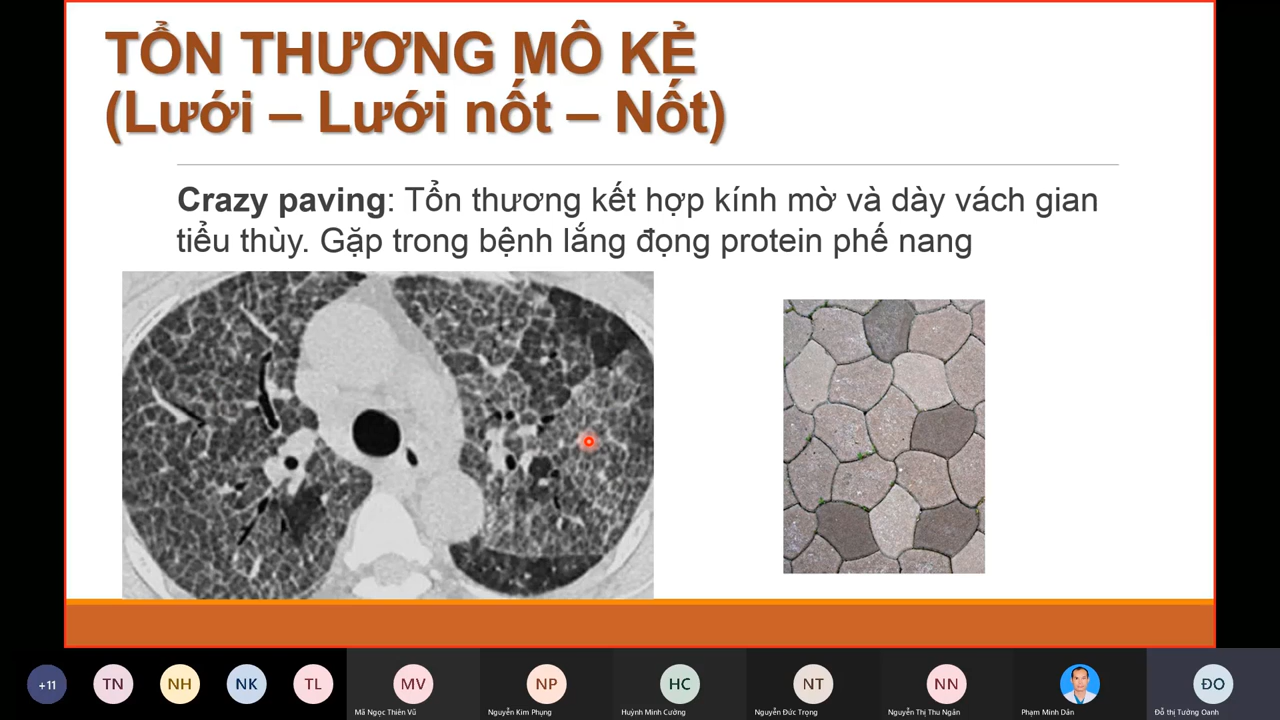 TỔN THƯƠNG MÔ KẺ
(Lưới – Lưới nốt – Nốt)
Crazy paving: Tổn thương kết hợp kính mờ và dày vách gian
tiểu thùy. Gặp trong bệnh lắng đọng protein phế nang
+11 TN NH NK TL MV NP HC NT NN ĐO
Mã Ngọc Thiên Vũ Nguyễn Kim Phụng Huỳnh Minh Cường Nguyễn Đức Trọng Nguyễn Thị Thu Ngân Phạm Minh Dân Đỗ thị Tường Oanh